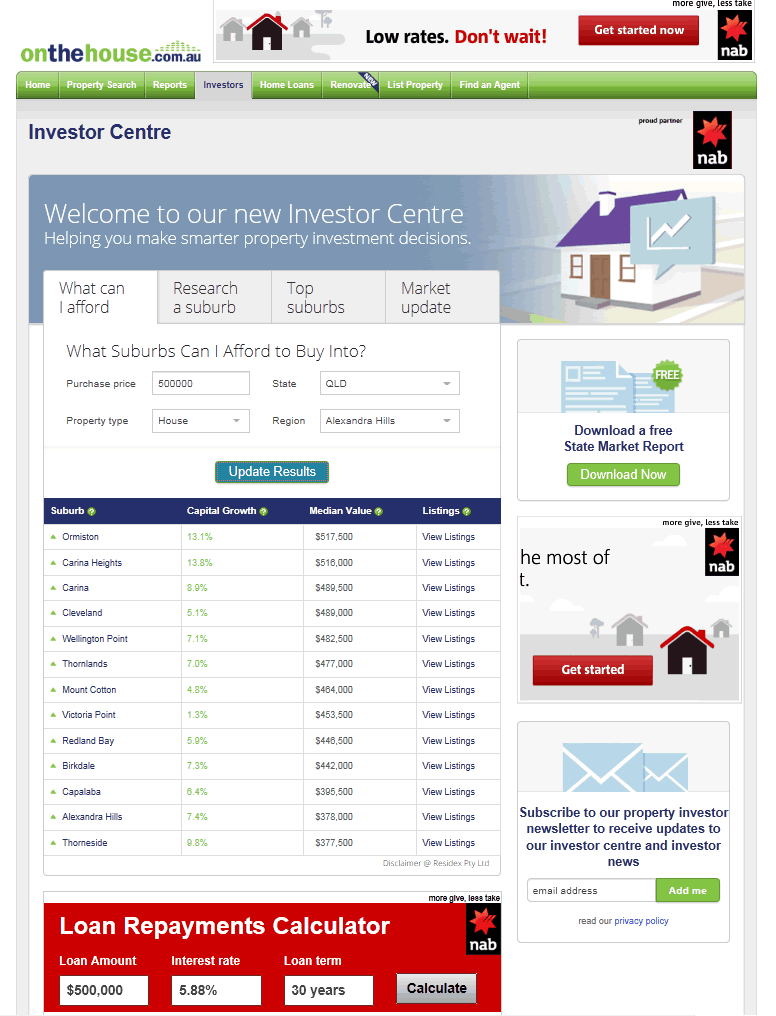 more give, less take
onthehouse.com.au
Low rates. Don't wait!
Get started now
nab
Home
Property Search
Reports
Investors
Home Loans
Renovate
NEW
List Property
Find an Agent
Investor Centre
proud partner
nab
Welcome to our new Investor Centre
Helping you make smarter property investment decisions.
What can
I afford
Research
a suburb
Top
suburbs
Market
update
What Suburbs Can I Afford to Buy Into?
Purchase price 500000 State QLD
Property type House Region Alexandra Hills
Update Results
Suburb ? Capital Growth ? Median Value ? Listings ?
Ormiston 13.1% $517,500 View Listings
Carina Heights 13.8% $516,000 View Listings
Carina 8.9% $489,500 View Listings
Cleveland 5.1% $489,000 View Listings
Wellington Point 7.1% $482,500 View Listings
Thornlands 7.0% $477,000 View Listings
Mount Cotton 4.8% $464,000 View Listings
Victoria Point 1.3% $453,500 View Listings
Redland Bay 5.9% $446,500 View Listings
Birkdale 7.3% $442,000 View Listings
Capalaba 6.4% $395,500 View Listings
Alexandra Hills 7.4% $378,000 View Listings
Thorneside 9.8% $377,500 View Listings
Disclaimer @ Residex Pty Ltd
more give, less take
nab
Loan Repayments Calculator
Loan Amount Interest rate Loan term
$500,000 5.88% 30 years Calculate
FREE
Download a free
State Market Report
Download Now
more give, less take
nab
he most of
t.
Get started
Subscribe to our property investor
newsletter to receive updates to
our investor centre and investor
news
email address Add me
read our privacy policy